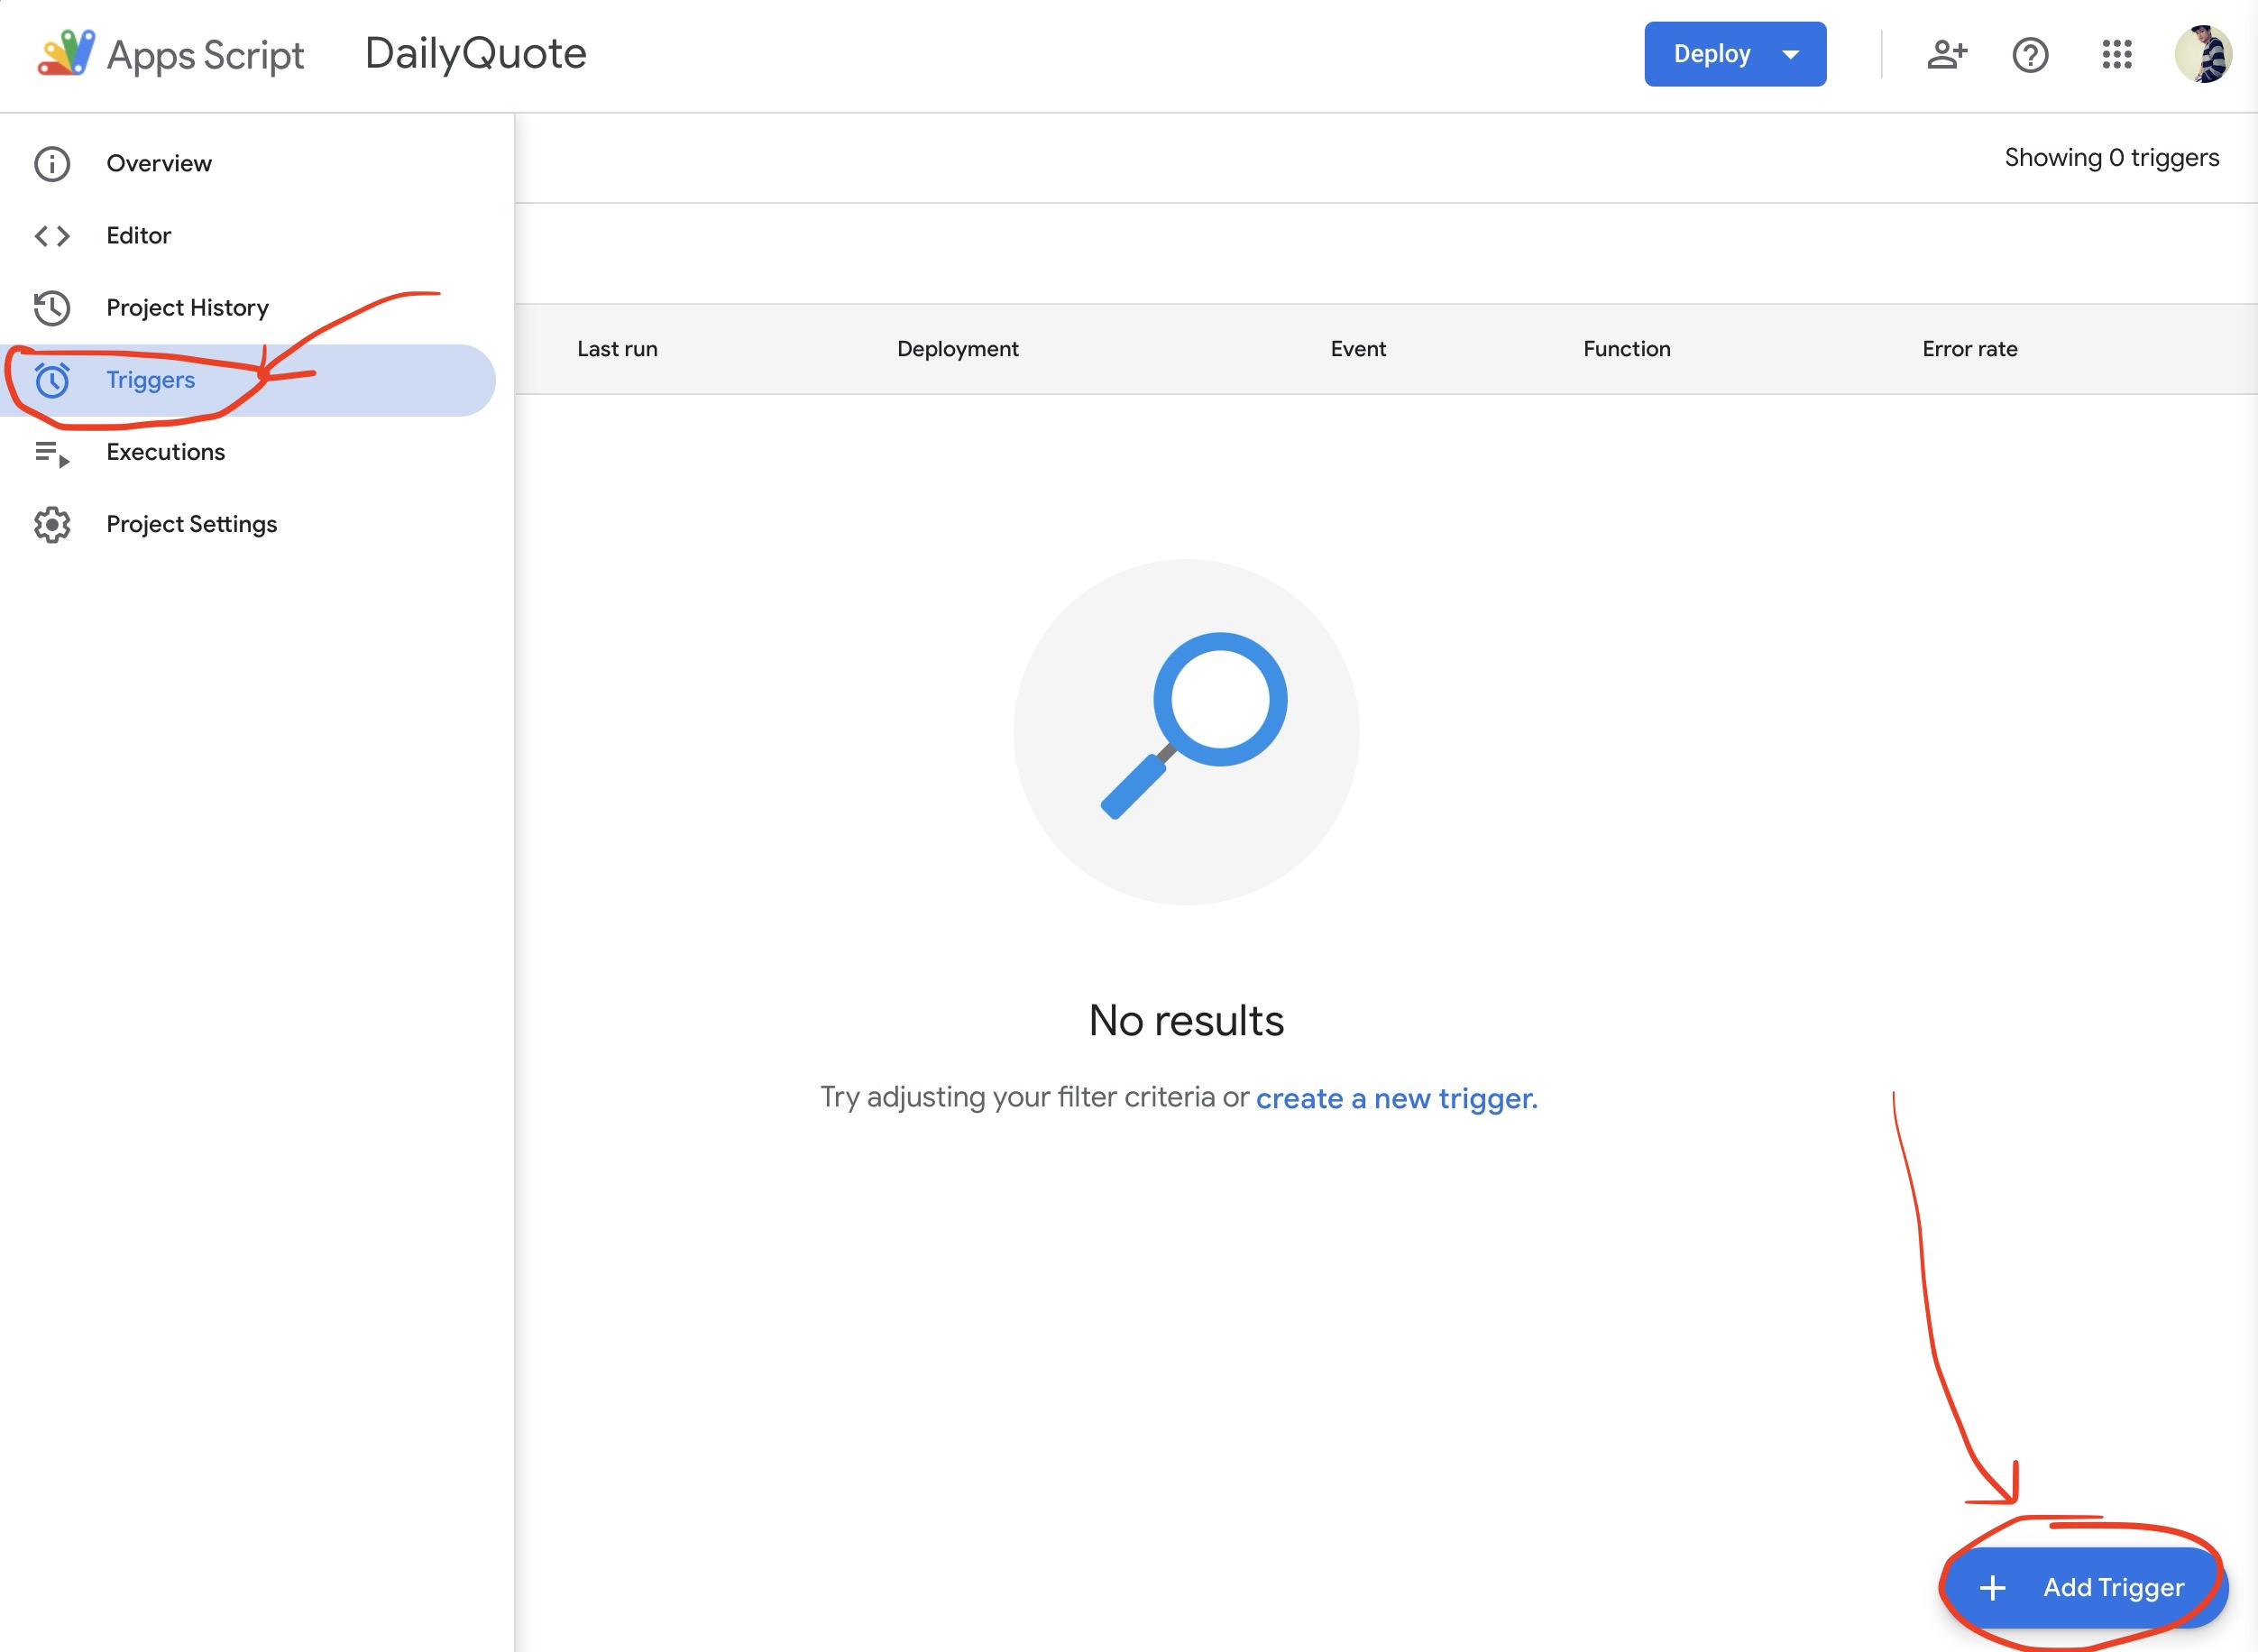 Apps Script DailyQuote Deploy
Overview
Editor
Project History
Triggers
Executions
Project Settings
Showing 0 triggers
Last run Deployment Event Function Error rate
No results
Try adjusting your filter criteria or create a new trigger.
+ Add Trigger